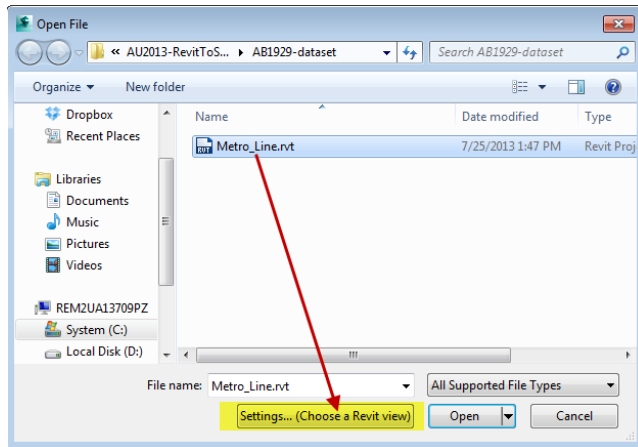 Open File
« AU2013-RevitToS... ▸ AB1929-dataset
Search AB1929-dataset
Organize ▾ New folder
Dropbox
Recent Places
Libraries
Documents
Music
Pictures
Videos
REM2UA13709PZ
System (C:)
Local Disk (D:)
Name Date modified Type
RVT Metro_Line.rvt 7/25/2013 1:47 PM Revit Proj
File name: Metro_Line.rvt All Supported File Types
Settings... (Choose a Revit view) Open Cancel